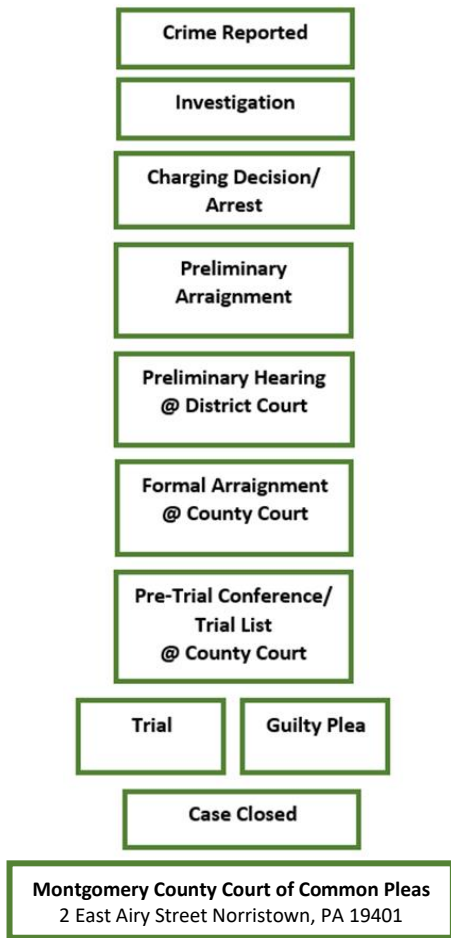 Crime Reported
Investigation
Charging Decision/
Arrest
Preliminary
Arraignment
Preliminary Hearing
@ District Court
Formal Arraignment
@ County Court
Pre-Trial Conference/
Trial List
@ County Court
Trial
Guilty Plea
Case Closed
Montgomery County Court of Common Pleas
2 East Airy Street Norristown, PA 19401